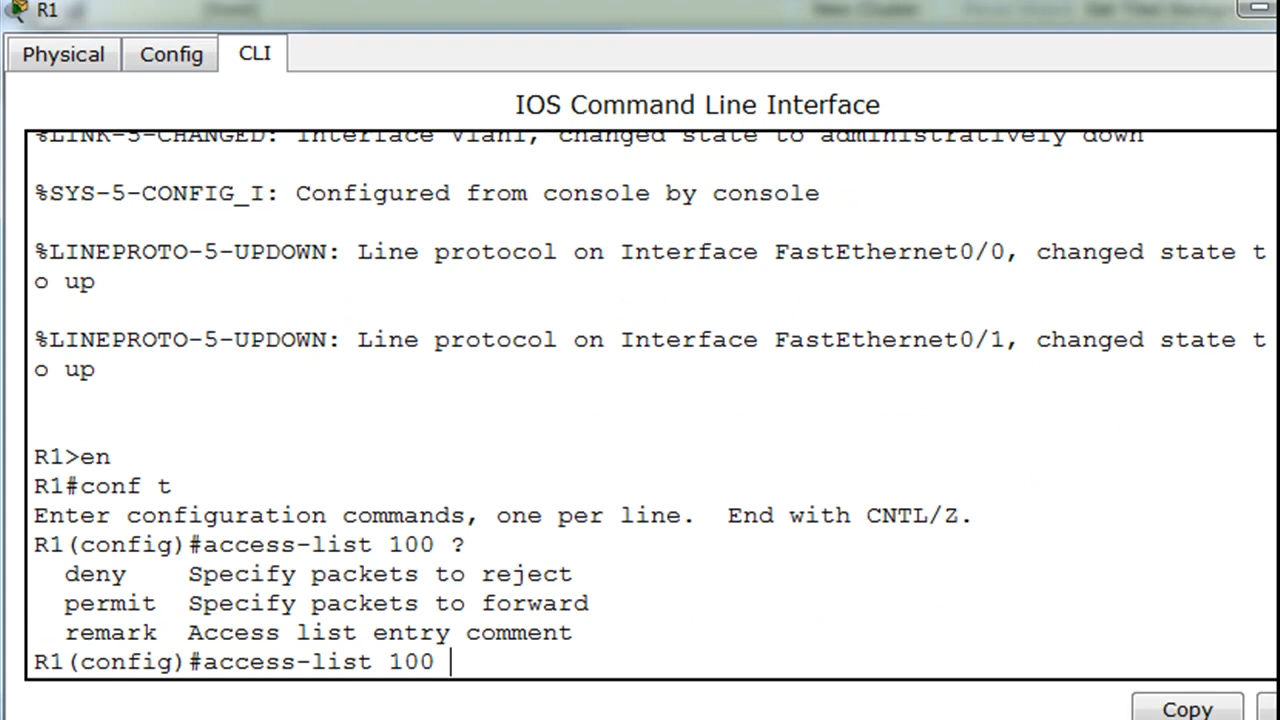 R1
Physical
Config
CLI
IOS Command Line Interface
%LINK-5-CHANGED: Interface Vlan1, changed state to administratively down
%SYS-5-CONFIG_I: Configured from console by console
%LINEPROTO-5-UPDOWN: Line protocol on Interface FastEthernet0/0, changed state t
o up
%LINEPROTO-5-UPDOWN: Line protocol on Interface FastEthernet0/1, changed state t
o up
R1>en
R1#conf t
Enter configuration commands, one per line.  End with CNTL/Z.
R1(config)#access-list 100 ?
  deny    Specify packets to reject
  permit  Specify packets to forward
  remark  Access list entry comment
R1(config)#access-list 100
Copy